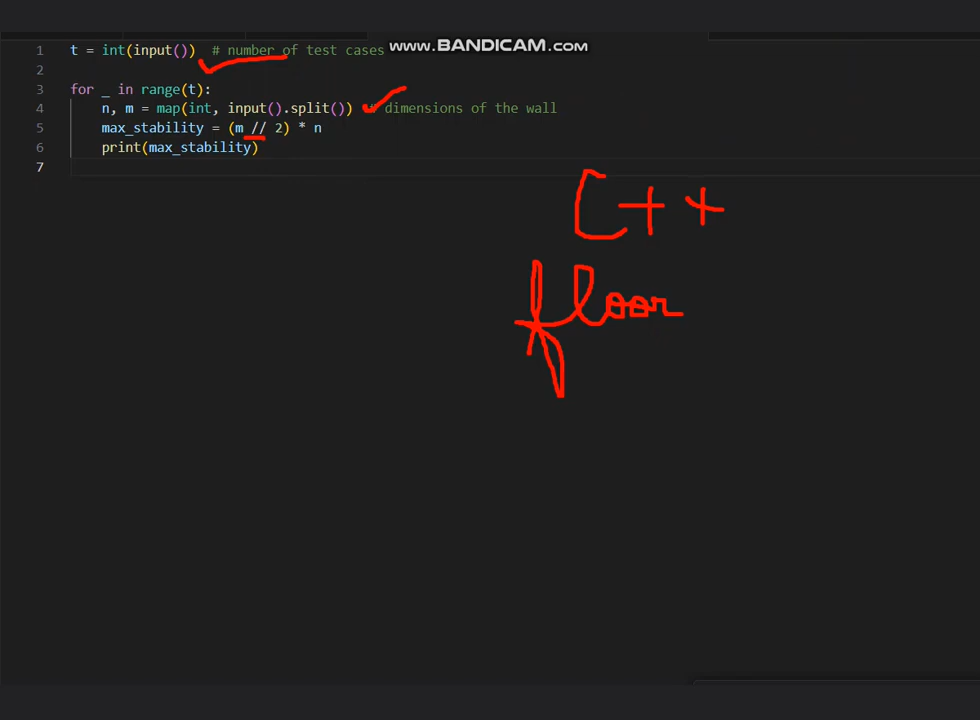 www.BANDICAM.com
1 t = int(input()) # number of test cases
2
3 for _ in range(t):
4 n, m = map(int, input().split()) # dimensions of the wall
5 max_stability = (m // 2) * n
6 print(max_stability)
7
C++
floor